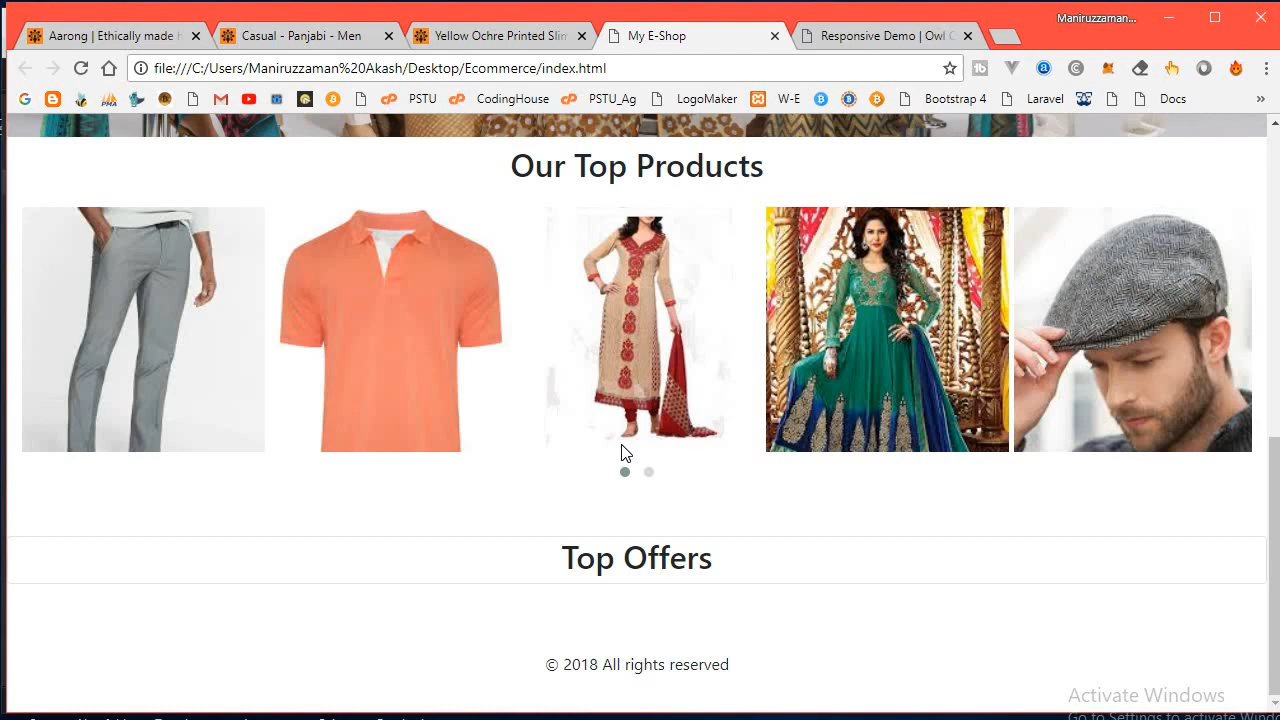 Maniruzzaman...
Aarong | Ethically made
Casual - Panjabi - Men
Yellow Ochre Printed Slim
My E-Shop
Responsive Demo | Owl C
file:///C:/Users/Maniruzzaman%20Akash/Desktop/Ecommerce/index.html
PMA
PSTU
CodingHouse
PSTU_Ag
LogoMake
W-E
Bootstrap 4
Laravel
Docs
Our Top Products
Top Offers
© 2018 All rights reserved
Activate Windows
Go to Settings to activate Wind